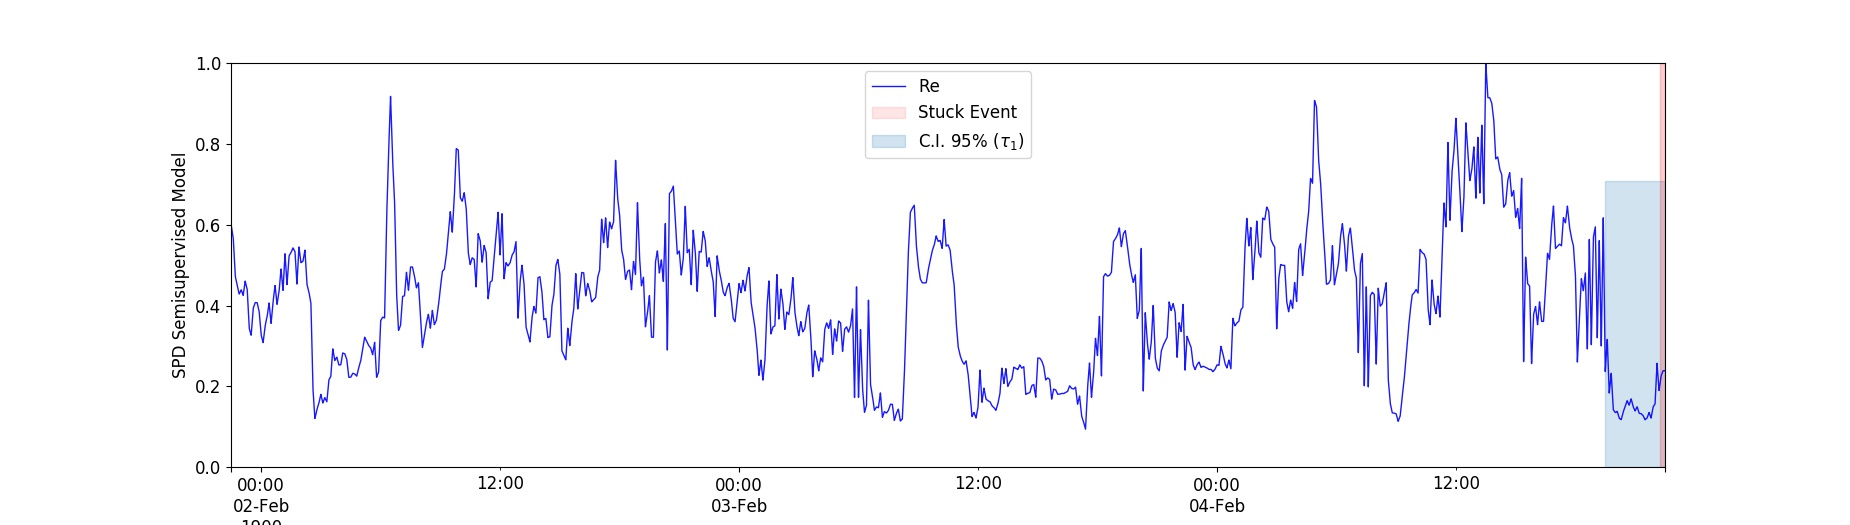 SPD Semisupervised Model
1.0
0.8
0.6
0.4
0.2
0.0
Re
Stuck Event
C.I. 95% (τ₁)
00:00 12:00 00:00 12:00 00:00 12:00
02-Feb 03-Feb 04-Feb
1900